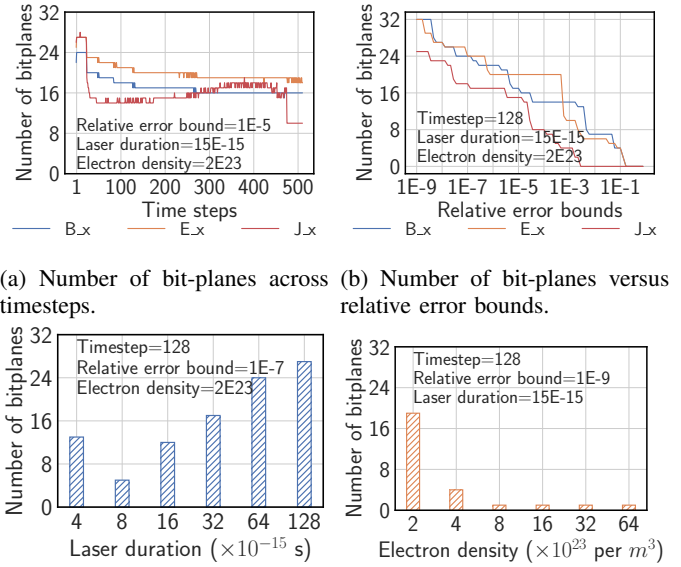 Number of bitplanes
32
24
16
8
0
Relative error bound=1E-5
Laser duration=15E-15
Electron density=2E23
1 100 200 300 400 500
Time steps
B_x E_x J_x
Number of bitplanes
32
24
16
8
0
Timestep=128
Laser duration=15E-15
Electron density=2E23
1E-9 1E-7 1E-5 1E-3 1E-1
Relative error bounds
B_x E_x J_x
(a) Number of bit-planes across timesteps.
(b) Number of bit-planes versus relative error bounds.
Number of bitplanes
32
24
16
8
0
Timestep=128
Relative error bound=1E-7
Electron density=2E23
4 8 16 32 64 128
Laser duration (×10⁻¹⁵ s)
Number of bitplanes
32
24
16
8
0
Timestep=128
Relative error bound=1E-9
Laser duration=15E-15
2 4 8 16 32 64
Electron density (×10²³ per m³)